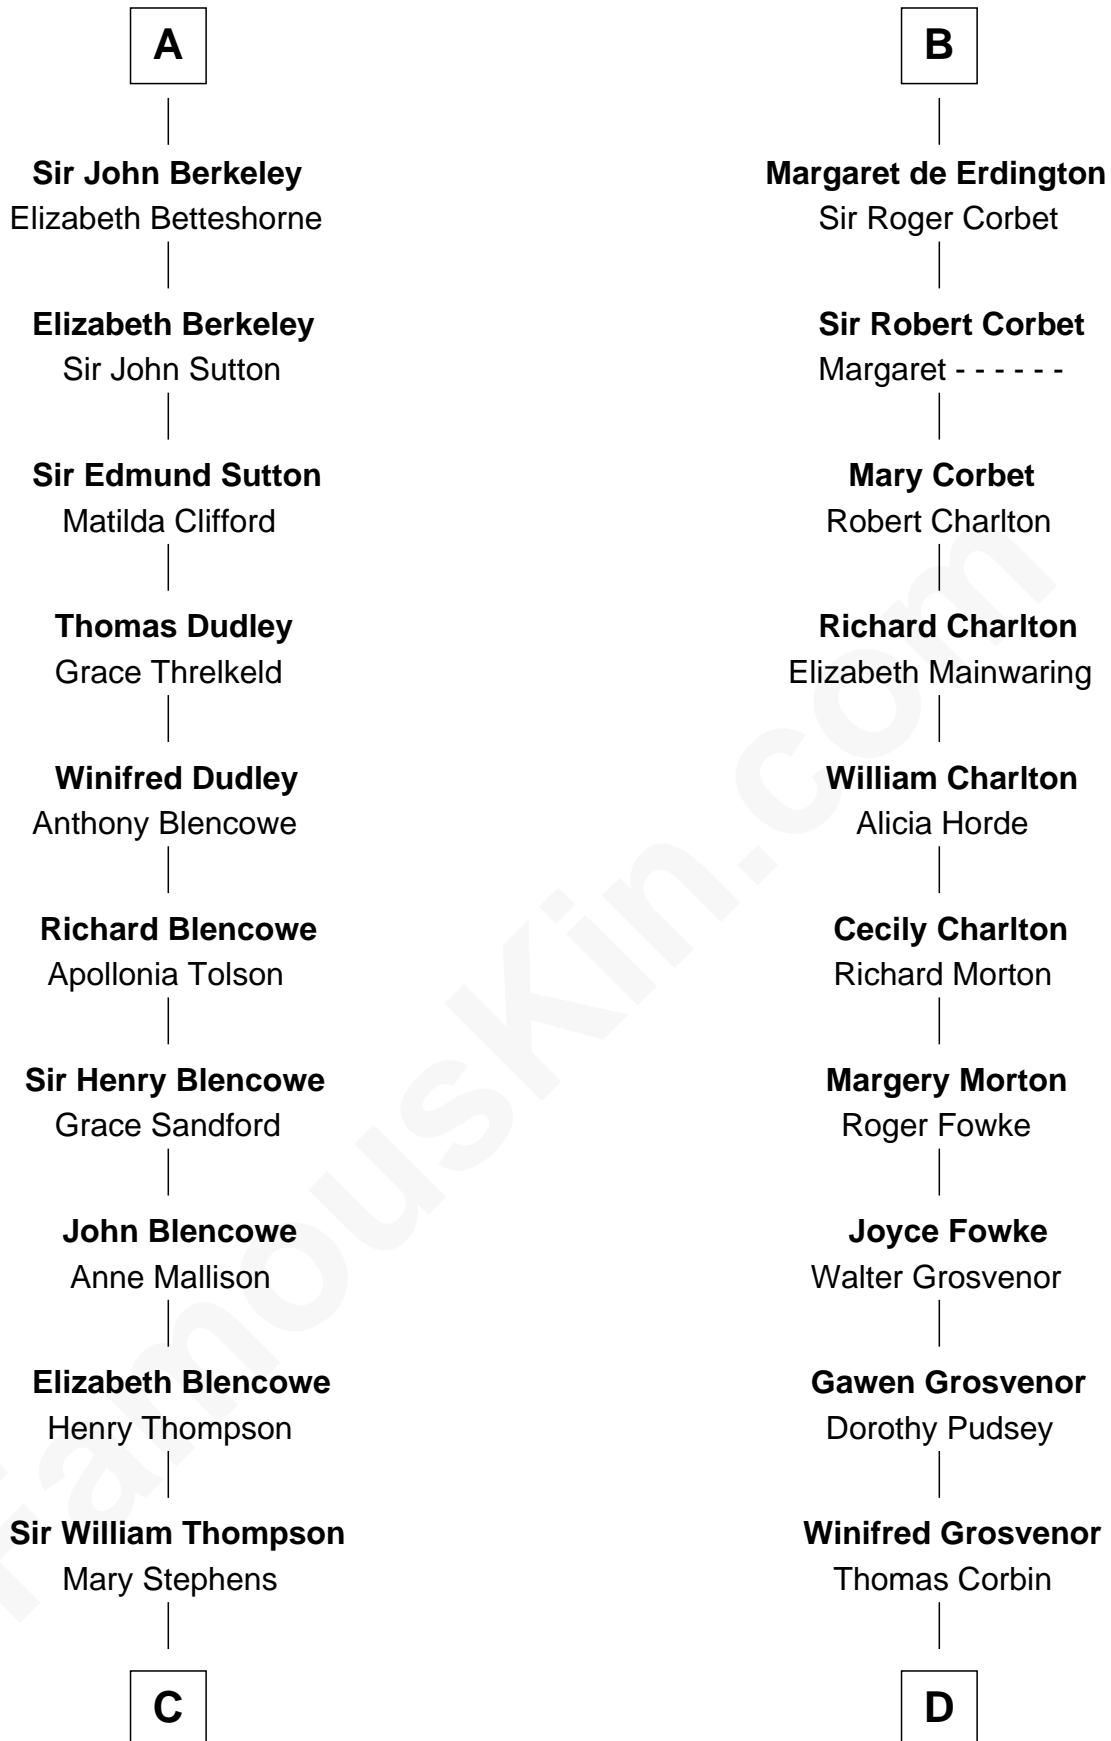 A
Sir John Berkeley
Elizabeth Betteshorne
Elizabeth Berkeley
Sir John Sutton
Sir Edmund Sutton
Matilda Clifford
Thomas Dudley
Grace Threlkeld
Winifred Dudley
Anthony Blencowe
Richard Blencowe
Apollonia Tolson
Sir Henry Blencowe
Grace Sandford
John Blencowe
Anne Mallison
Elizabeth Blencowe
Henry Thompson
Sir William Thompson
Mary Stephens
C
B
Margaret de Erdington
Sir Roger Corbet
Sir Robert Corbet
Margaret - - - - - -
Mary Corbet
Robert Charlton
Richard Charlton
Elizabeth Mainwaring
William Charlton
Alicia Horde
Cecily Charlton
Richard Morton
Margery Morton
Roger Fowke
Joyce Fowke
Walter Grosvenor
Gawen Grosvenor
Dorothy Pudsey
Winifred Grosvenor
Thomas Corbin
D
FamousKin.com